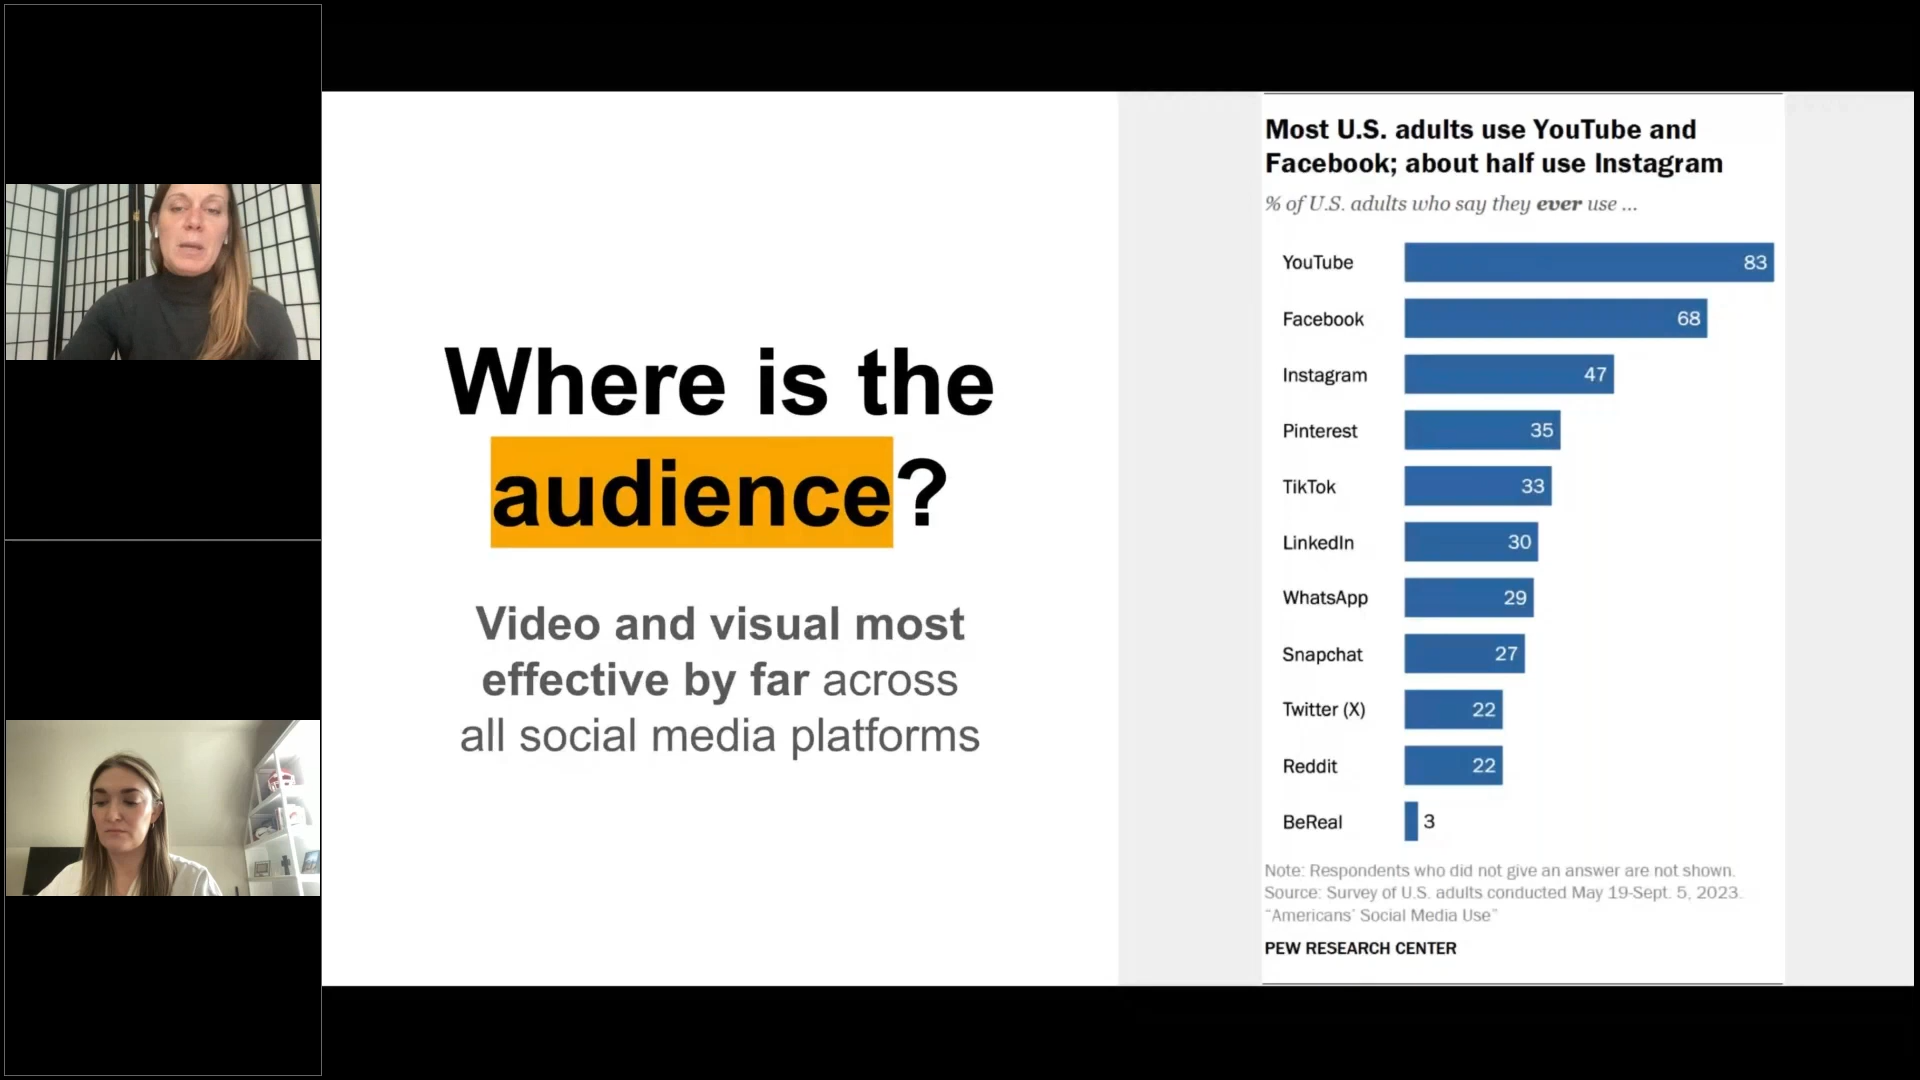 Where is the
audience?
Video and visual most
effective by far across
all social media platforms
Most U.S. adults use YouTube and
Facebook; about half use Instagram
% of U.S. adults who say they ever use ...
YouTube 83
Facebook 68
Instagram 47
Pinterest 35
TikTok 33
LinkedIn 30
WhatsApp 29
Snapchat 27
Twitter (X) 22
Reddit 22
BeReal 3
Note: Respondents who did not give an answer are not shown.
Source: Survey of U.S. adults conducted May 19-Sept. 5, 2023.
“Americans’ Social Media Use”
PEW RESEARCH CENTER